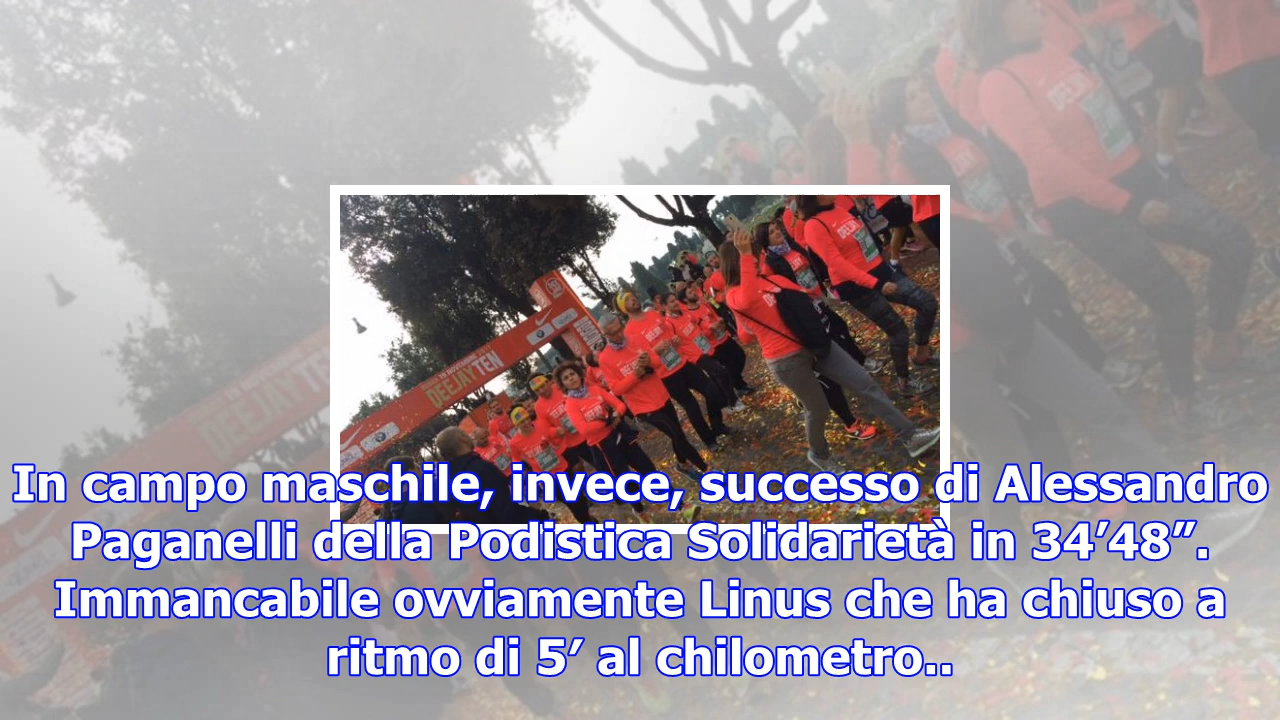 DEEJAYTEN
In campo maschile, invece, successo di Alessandro
Paganelli della Podistica Solidarietà in 34’48”.
Immancabile ovviamente Linus che ha chiuso a
ritmo di 5’ al chilometro..